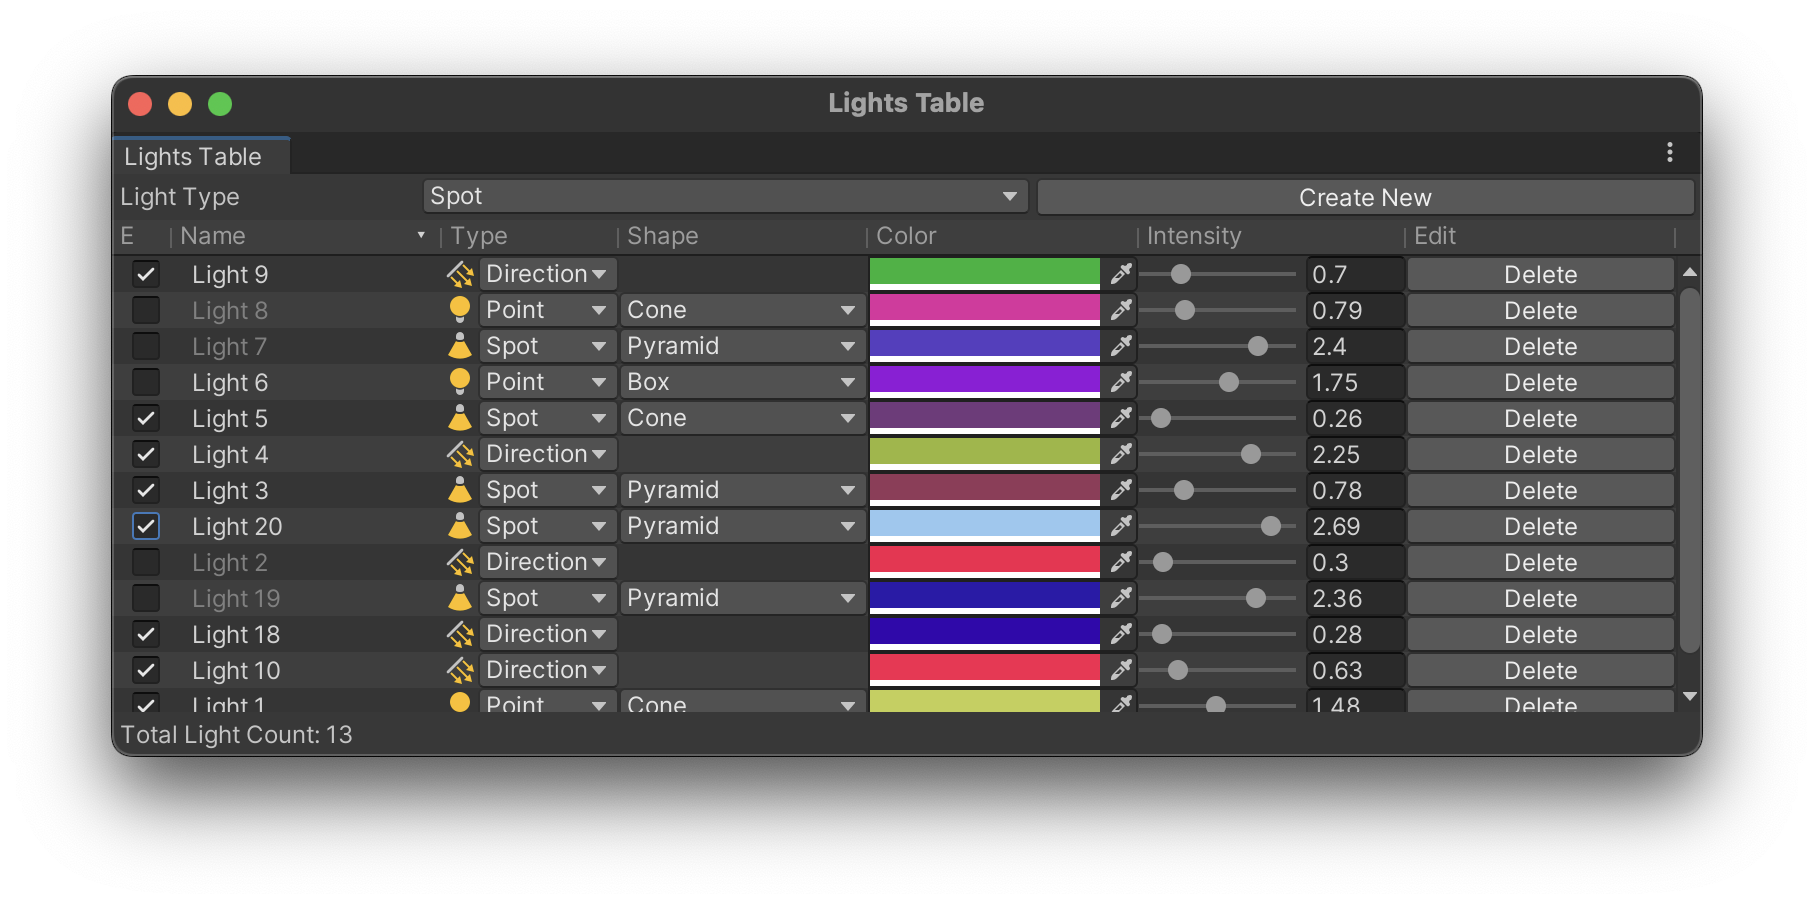 Lights Table
Lights Table
Light Type Spot Create New
E Name Type Shape Color Intensity Edit
Light 9 Direction 0.7 Delete
Light 8 Point Cone 0.79 Delete
Light 7 Spot Pyramid 2.4 Delete
Light 6 Point Box 1.75 Delete
Light 5 Spot Cone 0.26 Delete
Light 4 Direction 2.25 Delete
Light 3 Spot Pyramid 0.78 Delete
Light 20 Spot Pyramid 2.69 Delete
Light 2 Direction 0.3 Delete
Light 19 Spot Pyramid 2.36 Delete
Light 18 Direction 0.28 Delete
Light 10 Direction 0.63 Delete
Light 1 Point Cone 1.48 Delete
Total Light Count: 13